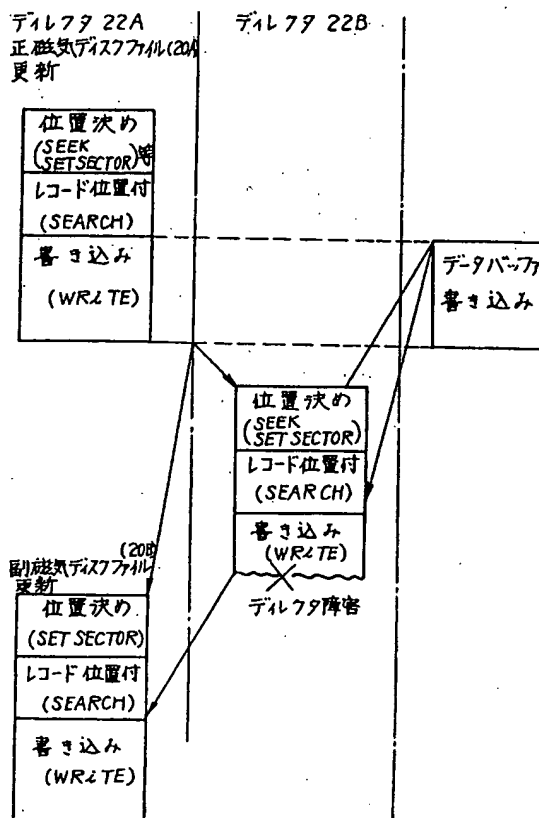 ディレクタ 22A
正磁気ディスクファイル(20A)
更新
ディレクタ 22B
位置決め
(SEEK
SETSECTOR)等
レコード位置付
(SEARCH)
書き込み
(WRiTE)
データバッファ
書き込み
位置決め
(SEEK
SET SECTOR)
レコード位置付
(SEARCH)
書き込み
(WRiTE)
ディレクタ障害
(20B)
副磁気ディスクファイル
更新
位置決め
(SET SECTOR)
レコード位置付
(SEARCH)
書き込み
(WRiTE)